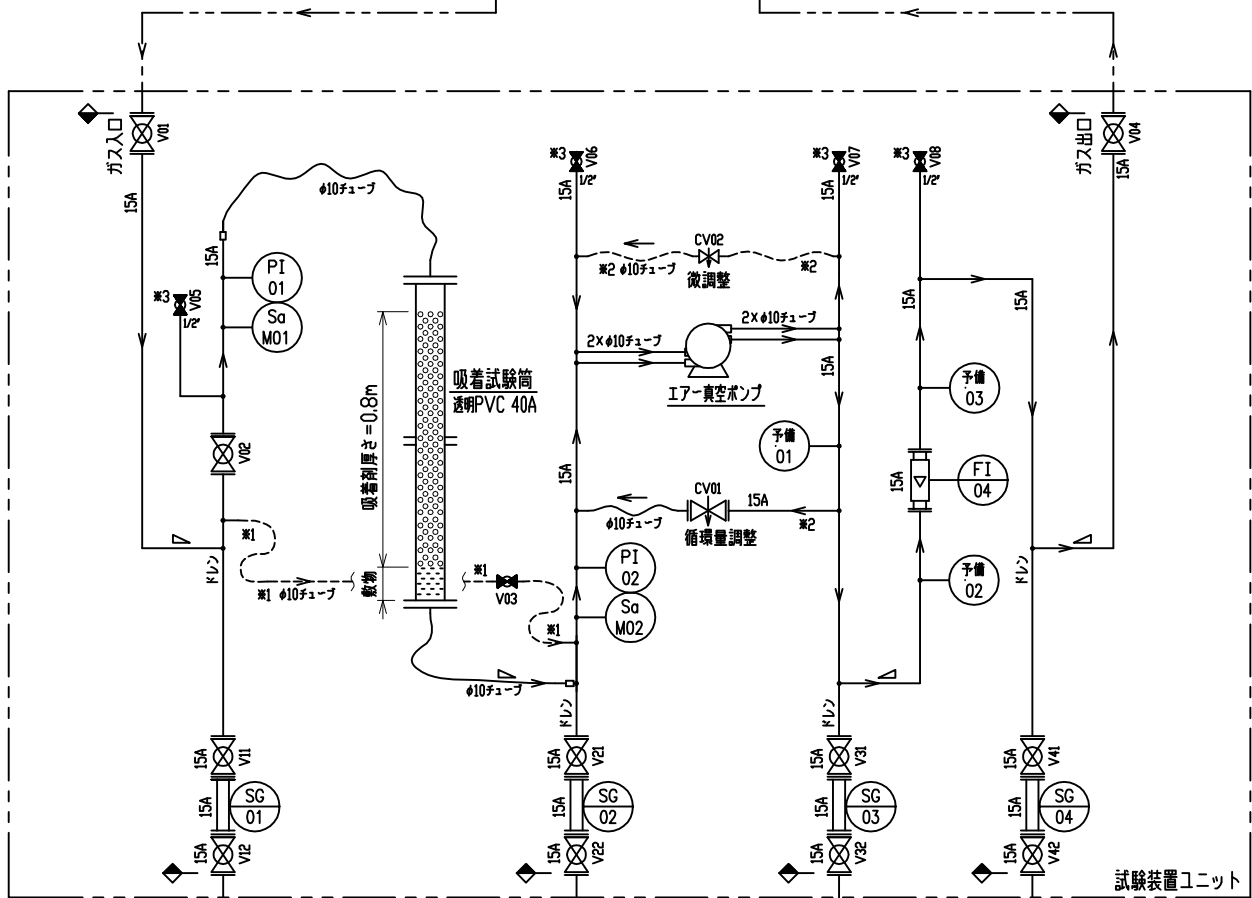 ガス入口
V01
15A
ガス出口
V04
15A
φ10チューブ
15A
PI
01
Sa
M01
※3
V05
1/2"
V02
※1
※1 φ10チューブ
ドレン
吸着試験筒
透明PVC 40A
吸着剤厚さ=0.8m
敷物
※1
V03
※1
φ10チューブ
※3
V06
1/2"
15A
※3
V07
1/2"
15A
※3
V08
1/2"
CV02
※2 φ10チューブ
※2
微調整
2×φ10チューブ
2×φ10チューブ
エアー真空ポンプ
15A
15A
予備
01
CV01
15A
φ10チューブ
※2
循環量調整
PI
02
Sa
M02
15A
15A
予備
03
15A
FI
04
予備
02
ドレン
ドレン
ドレン
15A
V11
15A
SG
01
15A
V12
15A
V21
15A
SG
02
15A
V22
15A
V31
15A
SG
03
15A
V32
15A
V41
15A
SG
04
15A
V42
試験装置ユニット